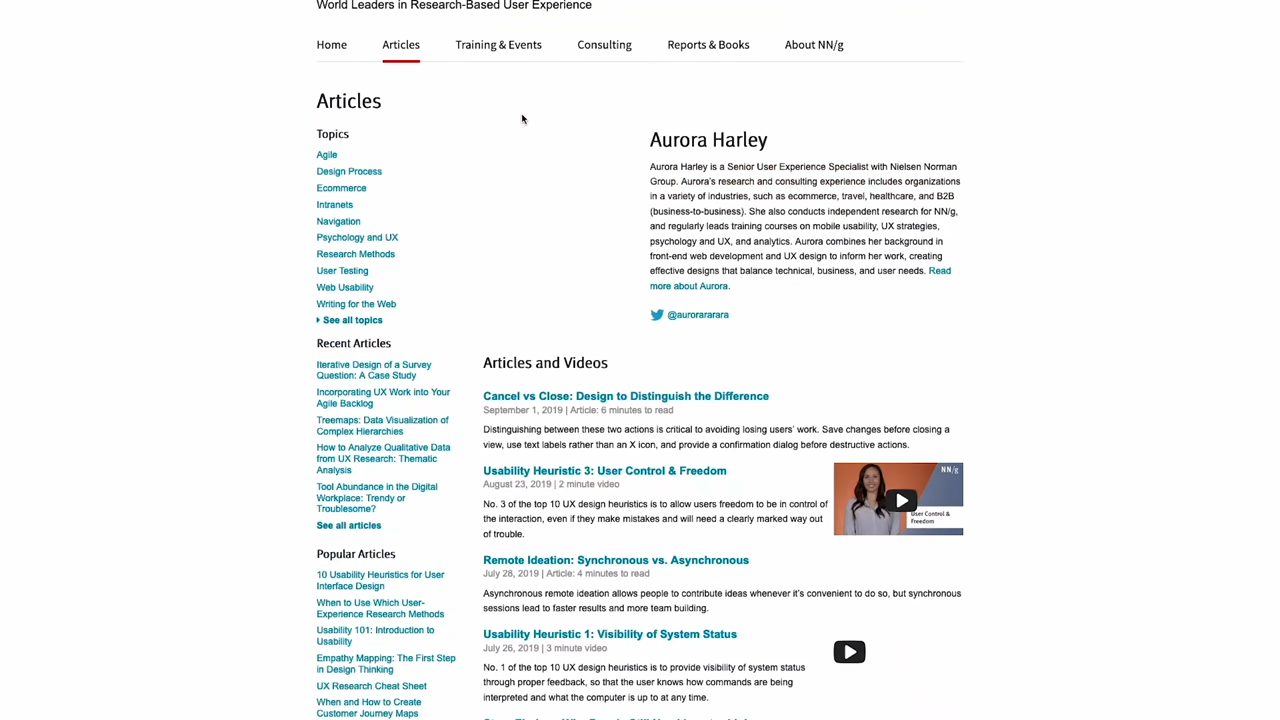 World Leaders in Research-Based User Experience
Home
Articles
Training & Events
Consulting
Reports & Books
About NN/g
Articles
Topics
Agile
Design Process
Ecommerce
Intranets
Navigation
Psychology and UX
Research Methods
User Testing
Web Usability
Writing for the Web
See all topics
Recent Articles
Iterative Design of a Survey
Question: A Case Study
Incorporating UX Work into Your
Agile Backlog
Treemaps: Data Visualization of
Complex Hierarchies
How to Analyze Qualitative Data
from UX Research: Thematic
Analysis
Tool Abundance in the Digital
Workplace: Trendy or
Troublesome?
See all articles
Popular Articles
10 Usability Heuristics for User
Interface Design
When to Use Which User-
Experience Research Methods
Usability 101: Introduction to
Usability
Empathy Mapping: The First Step
in Design Thinking
UX Research Cheat Sheet
When and How to Create
Customer Journey Maps
Aurora Harley
Aurora Harley is a Senior User Experience Specialist with Nielsen Norman
Group. Aurora's research and consulting experience includes organizations
in a variety of industries, such as ecommerce, travel, healthcare, and B2B
(business-to-business). She also conducts independent research for NN/g,
and regularly leads training courses on mobile usability, UX strategies,
psychology and UX, and analytics. Aurora combines her background in
front-end web development and UX design to inform her work, creating
effective designs that balance technical, business, and user needs. Read
more about Aurora.
@aurorararara
Articles and Videos
Cancel vs Close: Design to Distinguish the Difference
September 1, 2019 | Article: 6 minutes to read
Distinguishing between these two actions is critical to avoiding losing users' work. Save changes before closing a
view, use text labels rather than an X icon, and provide a confirmation dialog before destructive actions.
Usability Heuristic 3: User Control & Freedom
August 23, 2019 | 2 minute video
No. 3 of the top 10 UX design heuristics is to allow users freedom to be in control of
the interaction, even if they make mistakes and will need a clearly marked way out
of trouble.
NN/g
User Control &
Freedom
Remote Ideation: Synchronous vs. Asynchronous
July 28, 2019 | Article: 4 minutes to read
Asynchronous remote ideation allows people to contribute ideas whenever it's convenient to do so, but synchronous
sessions lead to faster results and more team building.
Usability Heuristic 1: Visibility of System Status
July 26, 2019 | 3 minute video
No. 1 of the top 10 UX design heuristics is to provide visibility of system status
through proper feedback, so that the user knows how commands are being
interpreted and what the computer is up to at any time.